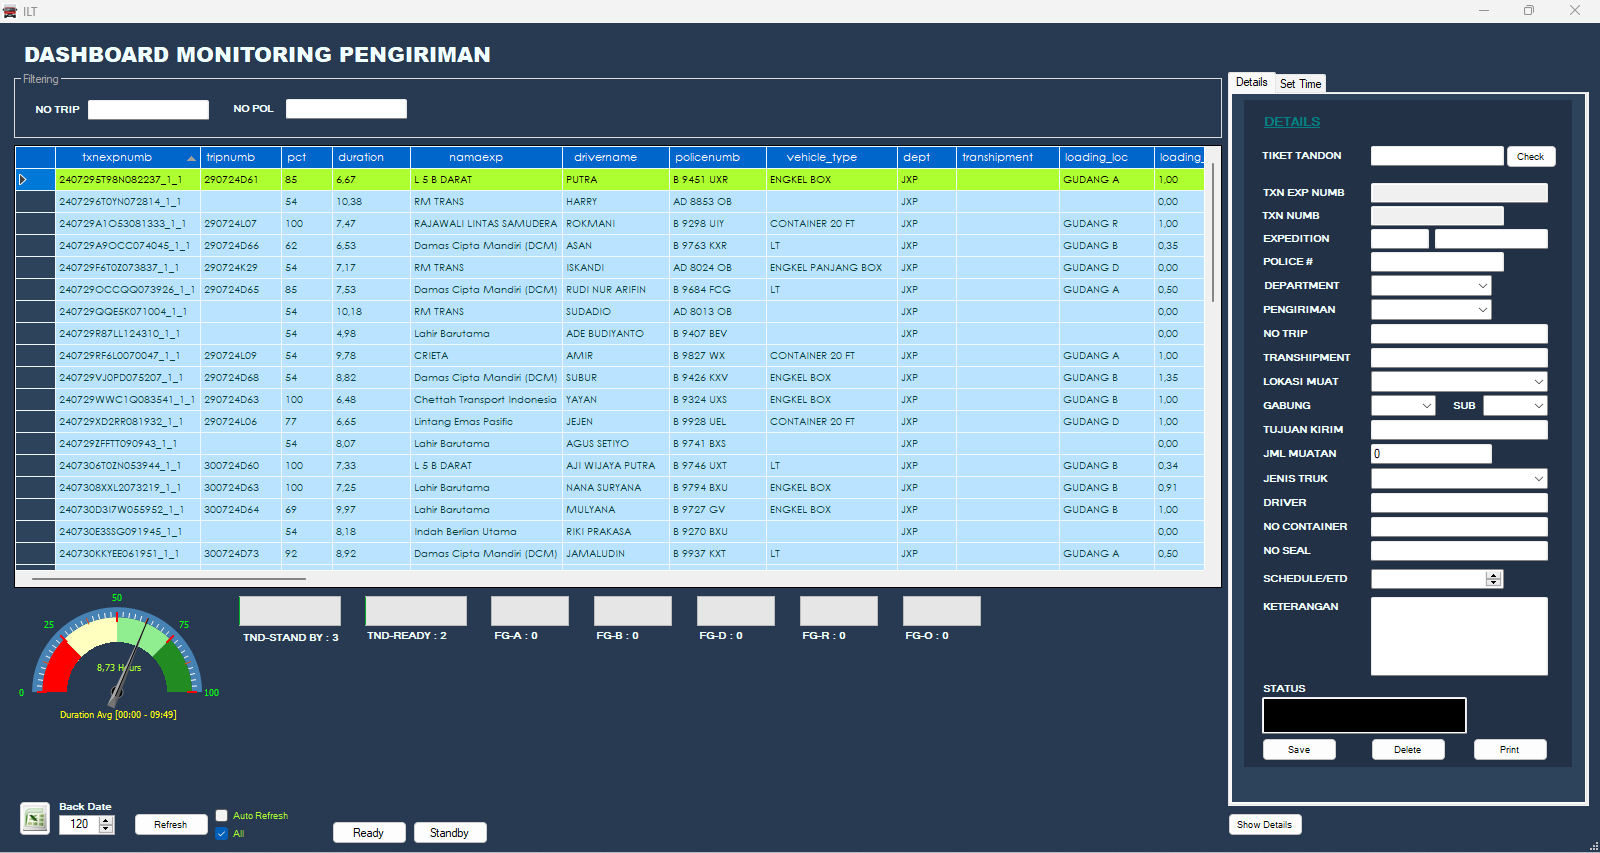 ILT
DASHBOARD MONITORING PENGIRIMAN
Filtering
NO TRIP NO POL
txnexpnumb tripnumb pct duration namaexp drivername policenumb vehicle_type dept transhipment loading_loc loading_
2407295T98N082237_1_1 290724D61 85 6,67 L 5 B DARAT PUTRA B 9451 UXR ENGKEL BOX JXP GUDANG A 1,00
2407296T0YN072814_1_1 54 10,38 RM TRANS HARRY AD 8853 OB JXP 0,00
240729A1O53081333_1_1 290724L07 100 7,47 RAJAWALI LINTAS SAMUDERA ROKMANI B 9298 UIY CONTAINER 20 FT JXP GUDANG R 1,00
240729A9OCC074045_1_1 290724D66 62 6,53 Damas Cipta Mandiri (DCM) ASAN B 9763 KXR LT JXP GUDANG B 0,35
240729F6T0Z073837_1_1 290724K29 54 7,17 RM TRANS ISKANDI AD 8024 OB ENGKEL PANJANG BOX JXP GUDANG D 0,00
240729OCCQQ073926_1_1 290724D65 85 7,53 Damas Cipta Mandiri (DCM) RUDI NUR ARIFIN B 9684 FCG LT JXP GUDANG A 0,50
240729QQE5K071004_1_1 54 10,18 RM TRANS SUDADIO AD 8013 OB JXP 0,00
240729R87LL124310_1_1 54 4,98 Lahir Barutama ADE BUDIYANTO B 9407 BEV JXP 0,00
240729RF6L0070047_1_1 290724L09 54 9,78 CRIETA AMIR B 9827 WX CONTAINER 20 FT JXP GUDANG A 1,00
240729VJ0PD075207_1_1 290724D68 54 8,82 Damas Cipta Mandiri (DCM) SUBUR B 9426 KXV ENGKEL BOX JXP GUDANG B 1,35
240729WWC1Q083541_1_1 290724D63 100 6,48 Chettah Transport Indonesia YAYAN B 9324 UXS ENGKEL BOX JXP GUDANG B 1,00
240729XD2RR081932_1_1 290724L06 77 6,65 Lintang Emas Pasific JEJEN B 9928 UEL CONTAINER 20 FT JXP GUDANG D 1,00
240729ZFFTT090943_1_1 54 8,07 Lahir Barutama AGUS SETIYO B 9741 BXS JXP 0,00
2407306T0ZN053944_1_1 300724D60 100 7,33 L 5 B DARAT AJI WIJAYA PUTRA B 9746 UXT LT JXP GUDANG B 0,34
2407308XXL2073219_1_1 300724D63 100 7,25 Lahir Barutama NANA SURYANA B 9794 BXU ENGKEL BOX JXP GUDANG B 0,91
240730D3I7W055952_1_1 300724D64 69 9,97 Lahir Barutama MULYANA B 9727 GV ENGKEL BOX JXP GUDANG B 1,00
240730E3SSG091945_1_1 54 8,18 Indah Berlian Utama RIKI PRAKASA B 9270 BXU JXP 0,00
240730KKYEE061951_1_1 300724D73 92 8,92 Damas Cipta Mandiri (DCM) JAMALUDIN B 9937 KXT LT JXP GUDANG A 0,50
0 25 50 75 100
8,73 Hours
Duration Avg [00:00 - 09:49]
TND-STAND BY : 3 TND-READY : 2 FG-A : 0 FG-B : 0 FG-D : 0 FG-R : 0 FG-O : 0
Back Date
120
Refresh
Auto Refresh
All
Ready Standby
Details Set Time
DETAILS
TIKET TANDON Check
TXN EXP NUMB
TXN NUMB
EXPEDITION
POLICE #
DEPARTMENT
PENGIRIMAN
NO TRIP
TRANSHIPMENT
LOKASI MUAT
GABUNG SUB
TUJUAN KIRIM
JML MUATAN 0
JENIS TRUK
DRIVER
NO CONTAINER
NO SEAL
SCHEDULE/ETD
KETERANGAN
STATUS
Save Delete Print
Show Details